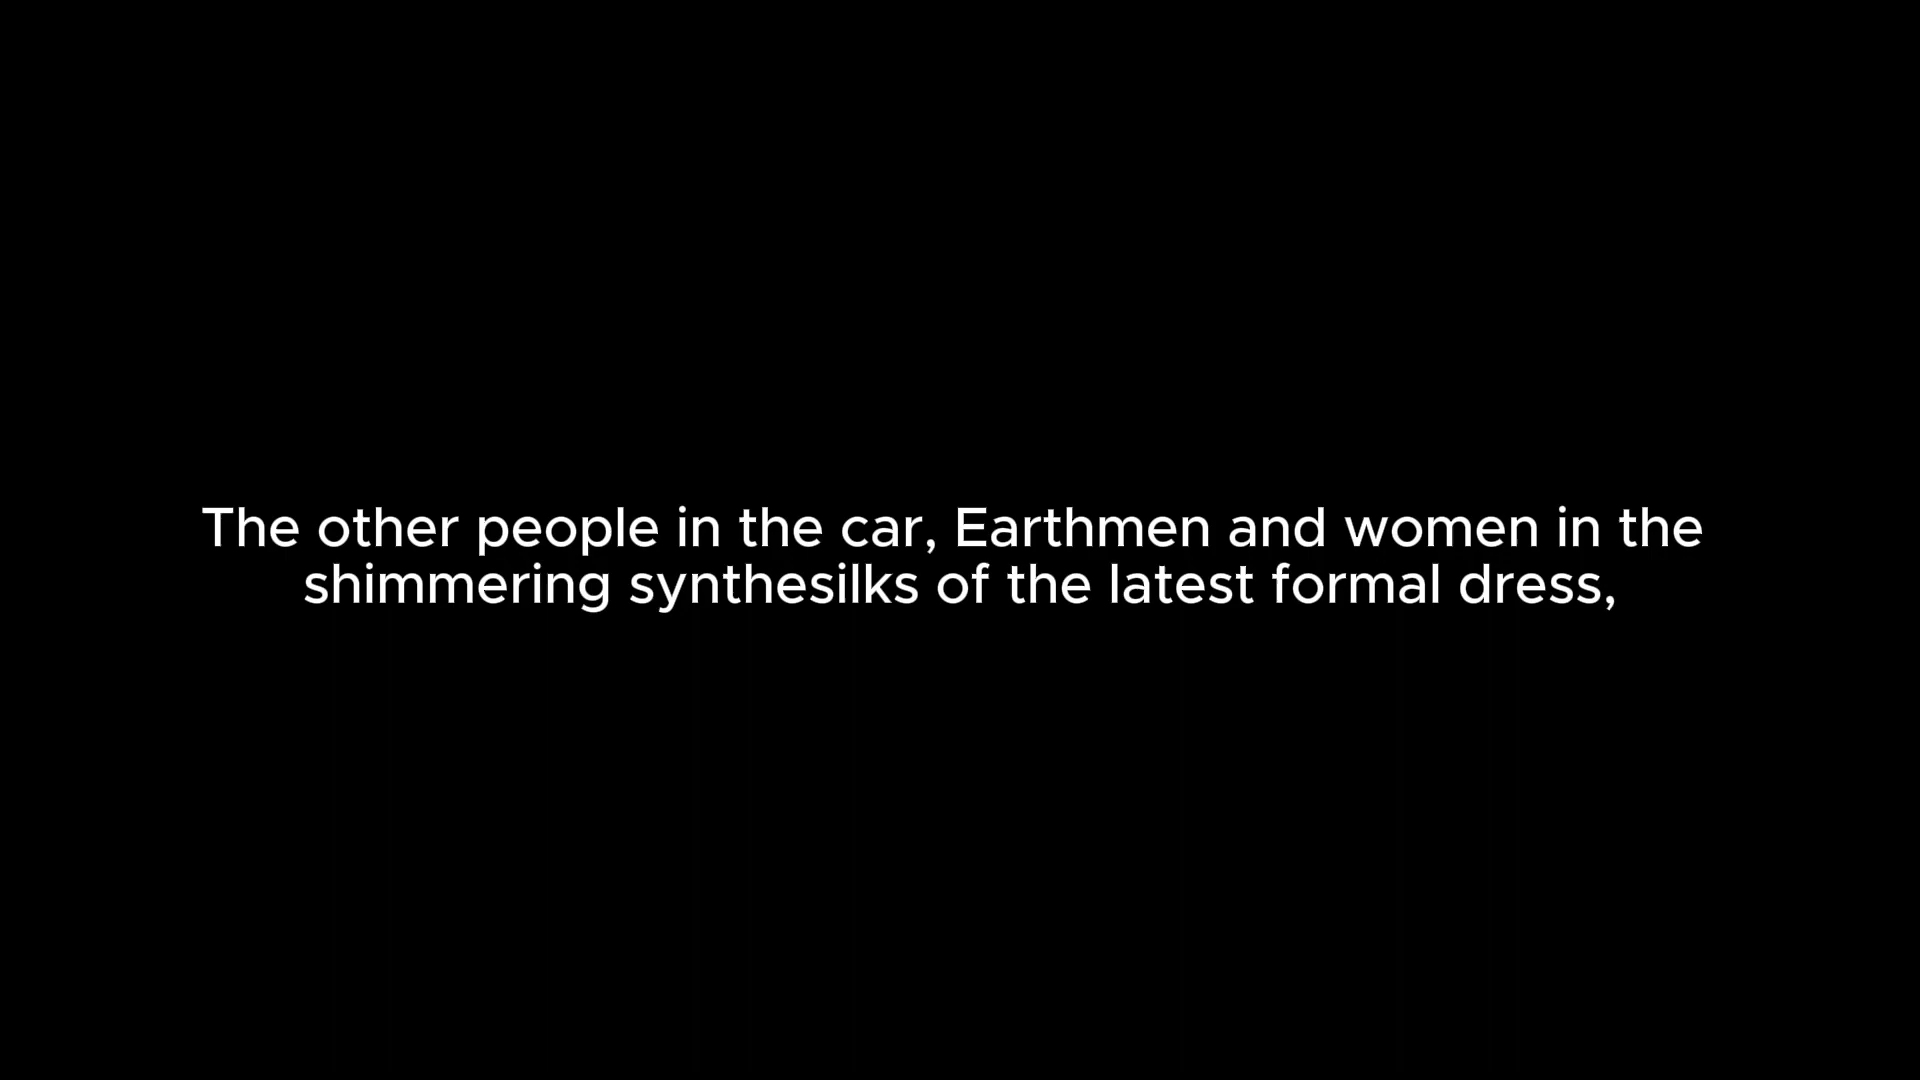 The other people in the car, Earthmen and women in the
shimmering synthesilks of the latest formal dress,